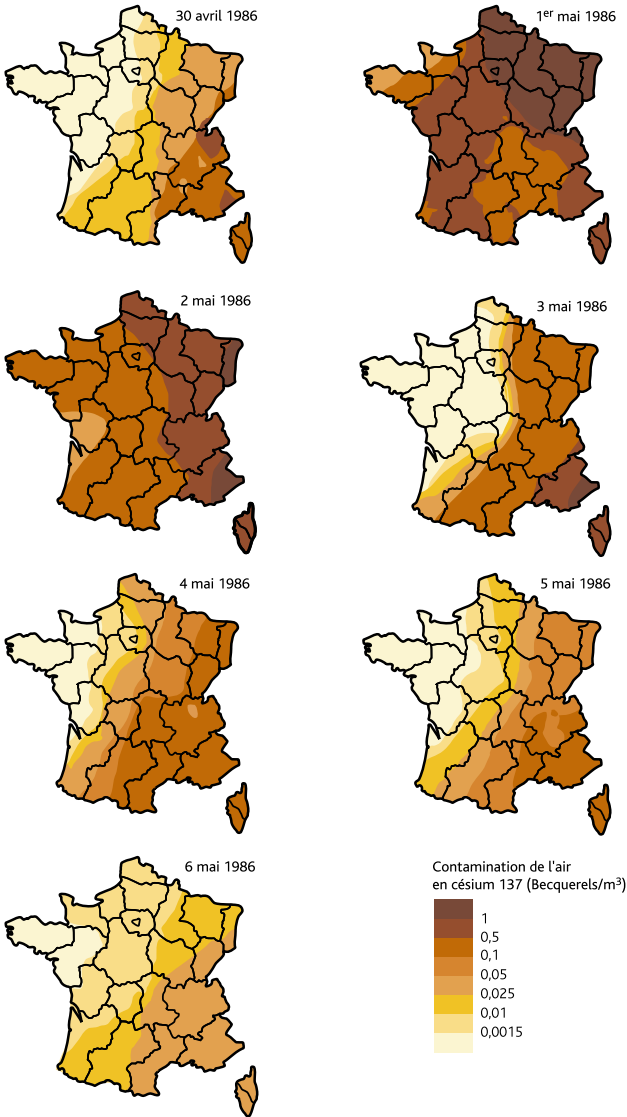 30 avril 1986
1er mai 1986
2 mai 1986
3 mai 1986
4 mai 1986
5 mai 1986
6 mai 1986
Contamination de l'air
en césium 137 (Becquerels/m³)
1
0,5
0,1
0,05
0,025
0,01
0,0015